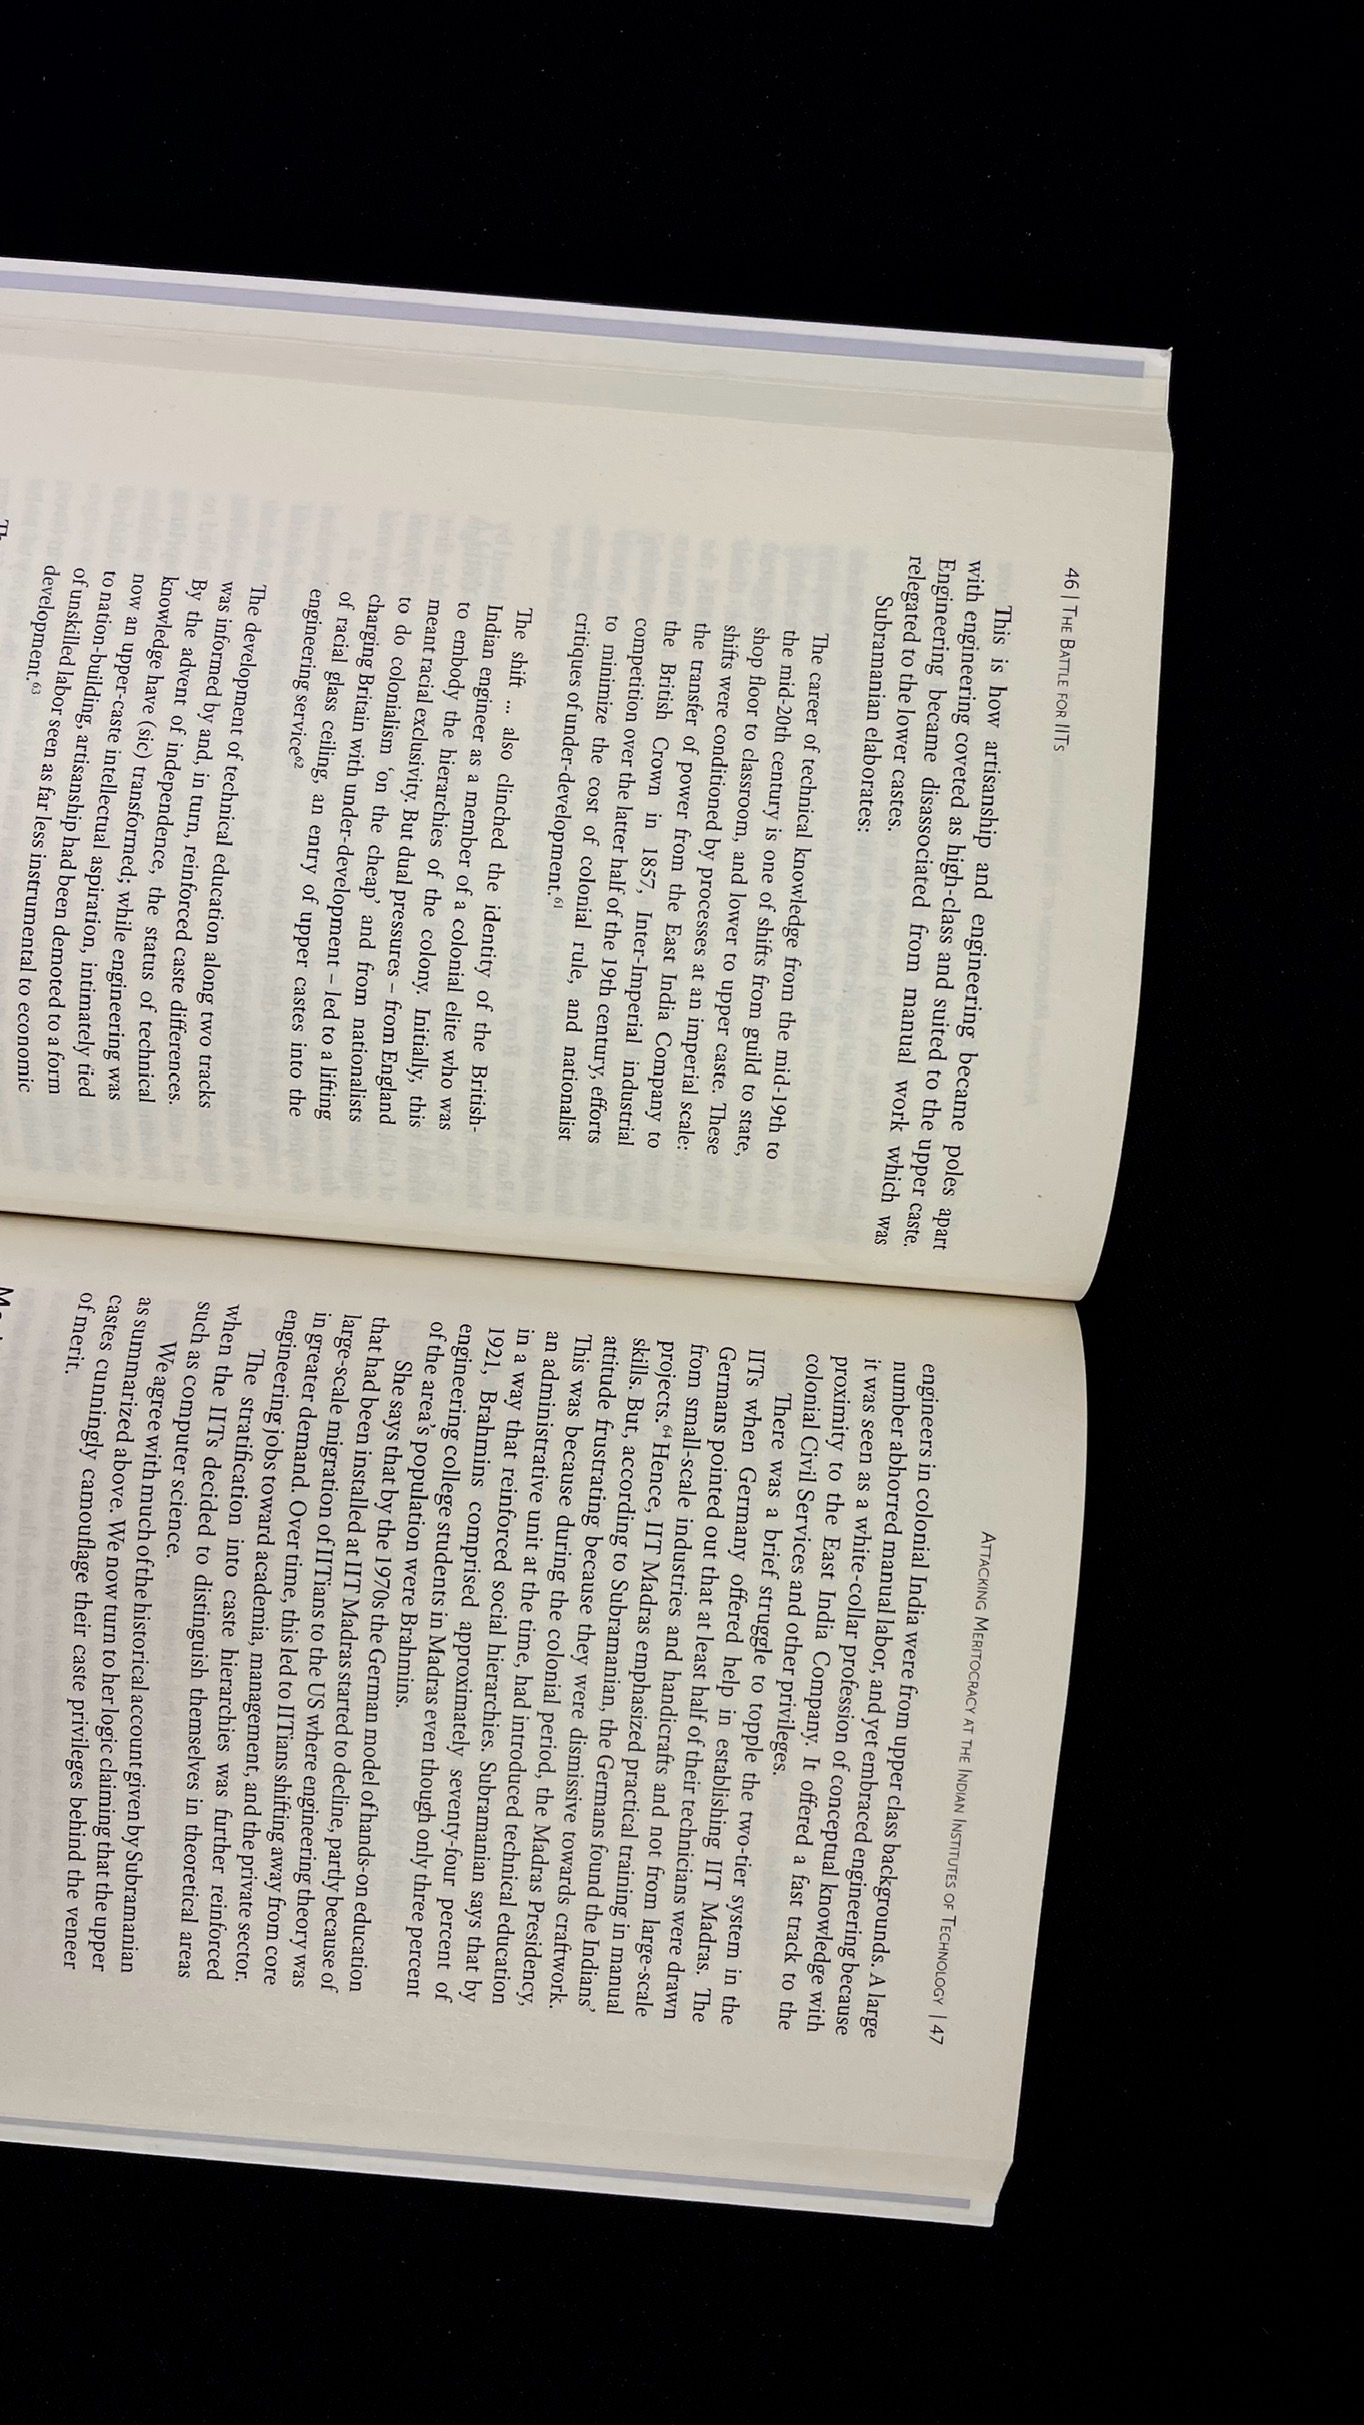 46 | THE BATTLE FOR IITS
This is how artisanship and engineering became poles apart
with engineering coveted as high-class and suited to the upper caste.
Engineering became disassociated from manual work which was
relegated to the lower castes.
Subramanian elaborates:
The career of technical knowledge from the mid-19th to
the mid-20th century is one of shifts from guild to state,
shop floor to classroom, and lower to upper caste. These
shifts were conditioned by processes at an imperial scale:
the transfer of power from the East India Company to
the British Crown in 1857, Inter-Imperial industrial
competition over the latter half of the 19th century, efforts
to minimize the cost of colonial rule, and nationalist
critiques of under-development.61
The shift ... also clinched the identity of the British-
Indian engineer as a member of a colonial elite who was
to embody the hierarchies of the colony. Initially, this
meant racial exclusivity. But dual pressures – from England
to do colonialism ‘on the cheap’ and from nationalists
charging Britain with under-development – led to a lifting
of racial glass ceiling, an entry of upper castes into the
engineering service62
The development of technical education along two tracks
was informed by and, in turn, reinforced caste differences.
By the advent of independence, the status of technical
knowledge have (sic) transformed; while engineering was
now an upper-caste intellectual aspiration, intimately tied
to nation-building, artisanship had been demoted to a form
of unskilled labor seen as far less instrumental to economic
development.63
ATTACKING MERITOCRACY AT THE INDIAN INSTITUTES OF TECHNOLOGY | 47
engineers in colonial India were from upper class backgrounds. A large
number abhorred manual labor, and yet embraced engineering because
it was seen as a white-collar profession of conceptual knowledge with
proximity to the East India Company. It offered a fast track to the
colonial Civil Services and other privileges.
There was a brief struggle to topple the two-tier system in the
IITs when Germany offered help in establishing IIT Madras. The
Germans pointed out that at least half of their technicians were drawn
from small-scale industries and handicrafts and not from large-scale
projects.64 Hence, IIT Madras emphasized practical training in manual
skills. But, according to Subramanian, the Germans found the Indians’
attitude frustrating because they were dismissive towards craftwork.
This was because during the colonial period, the Madras Presidency,
an administrative unit at the time, had introduced technical education
in a way that reinforced social hierarchies. Subramanian says that by
1921, Brahmins comprised approximately seventy-four percent of
engineering college students in Madras even though only three percent
of the area’s population were Brahmins.
She says that by the 1970s the German model of hands-on education
that had been installed at IIT Madras started to decline, partly because of
large-scale migration of IITians to the US where engineering theory was
in greater demand. Over time, this led to IITians shifting away from core
engineering jobs toward academia, management, and the private sector.
The stratification into caste hierarchies was further reinforced
when the IITs decided to distinguish themselves in theoretical areas
such as computer science.
We agree with much of the historical account given by Subramanian
as summarized above. We now turn to her logic claiming that the upper
castes cunningly camouflage their caste privileges behind the veneer
of merit.